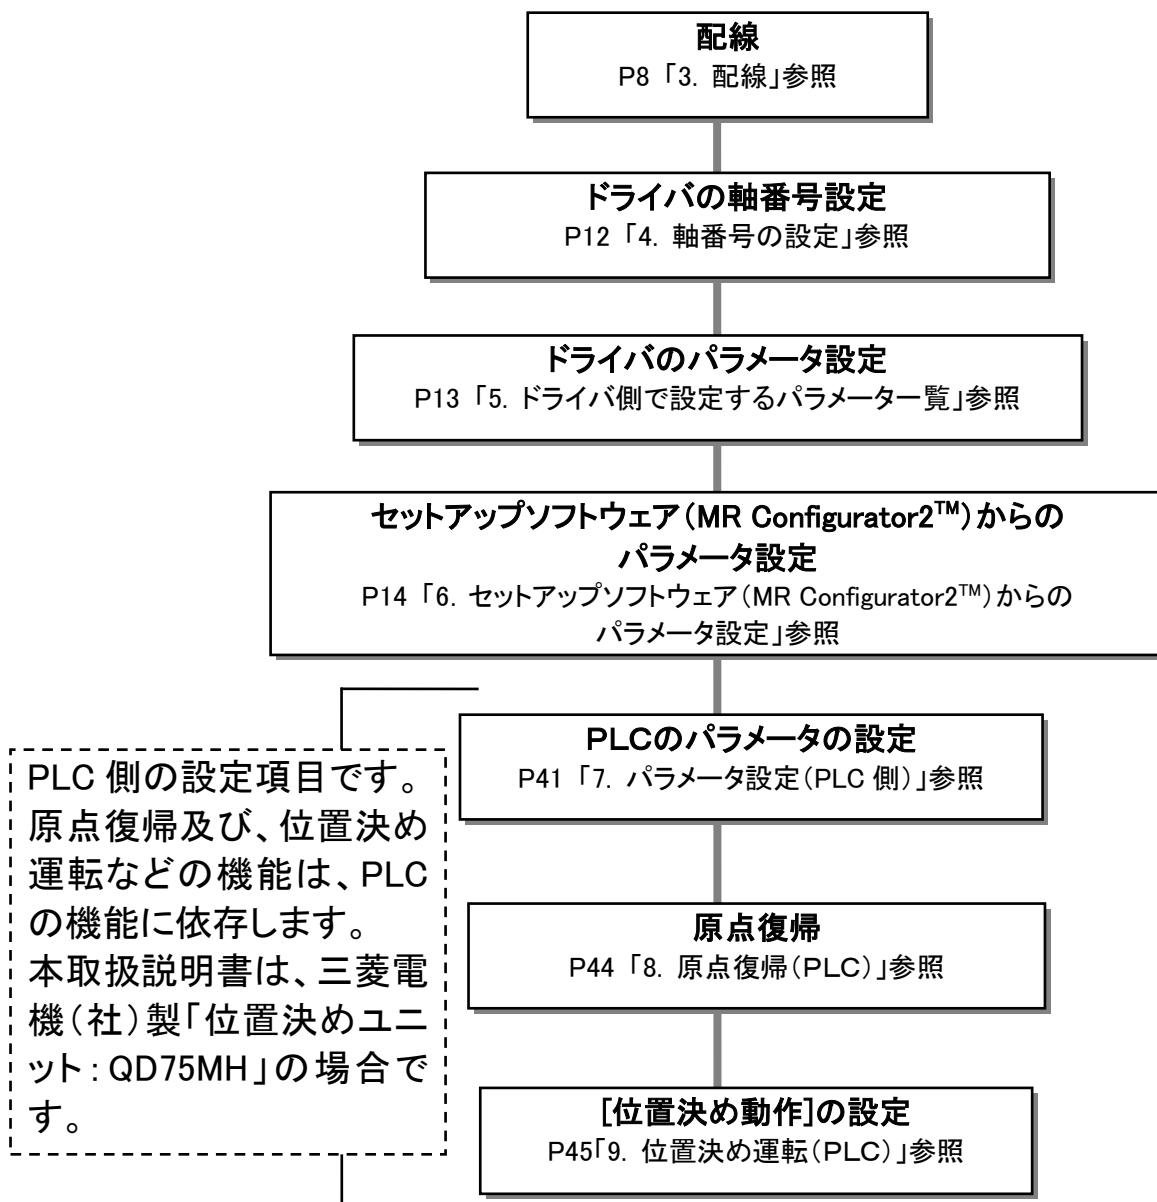 配線
P8 「3. 配線」参照
ドライバの軸番号設定
P12 「4. 軸番号の設定」参照
ドライバのパラメータ設定
P13 「5. ドライバ側で設定するパラメータ一覧」参照
セットアップソフトウェア(MR Configurator2™)からの
パラメータ設定
P14 「6. セットアップソフトウェア(MR Configurator2™)からの
パラメータ設定」参照
PLCのパラメータの設定
P41 「7. パラメータ設定(PLC 側)」参照
PLC 側の設定項目です。
原点復帰及び、位置決め
運転などの機能は、PLC
の機能に依存します。
本取扱説明書は、三菱電
機(社)製「位置決めユニ
ット:QD75MH」の場合で
す。
原点復帰
P44 「8. 原点復帰(PLC)」参照
[位置決め動作]の設定
P45「9. 位置決め運転(PLC)」参照